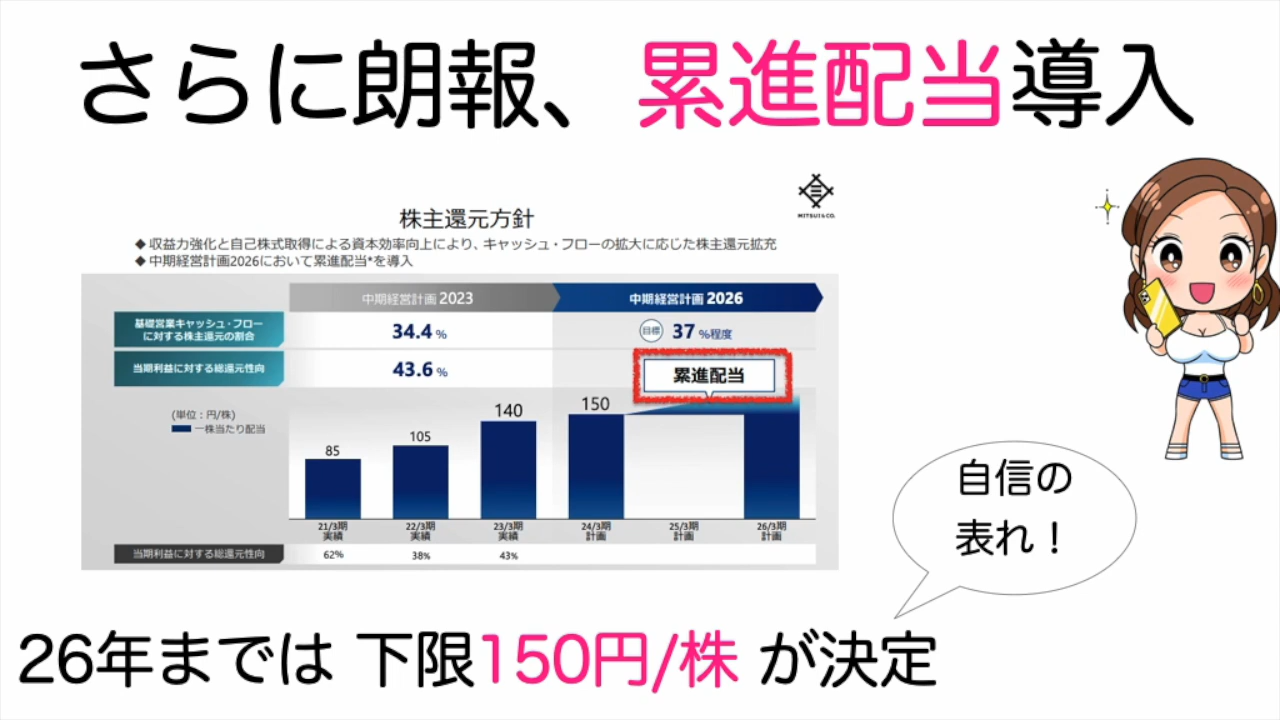 さらに朗報、累進配当導入
MITSUI & CO.
株主還元方針
◆ 収益力強化と自己株式取得による資本効率向上により、キャッシュ・フローの拡大に応じた株主還元拡充
◆ 中期経営計画2026において累進配当*を導入
中期経営計画 2023
中期経営計画 2026
基礎営業キャッシュ・フロー
に対する株主還元の割合
34.4 %
目標 37 %程度
当期利益に対する総還元性向
43.6 %
累進配当
(単位：円/株)
一株当たり配当
85
105
140
150
21/3期
実績
22/3期
実績
23/3期
実績
24/3期
計画
25/3期
計画
26/3期
計画
当期利益に対する総還元性向
62%
38%
43%
自信の
表れ！
26年までは 下限150円/株 が決定